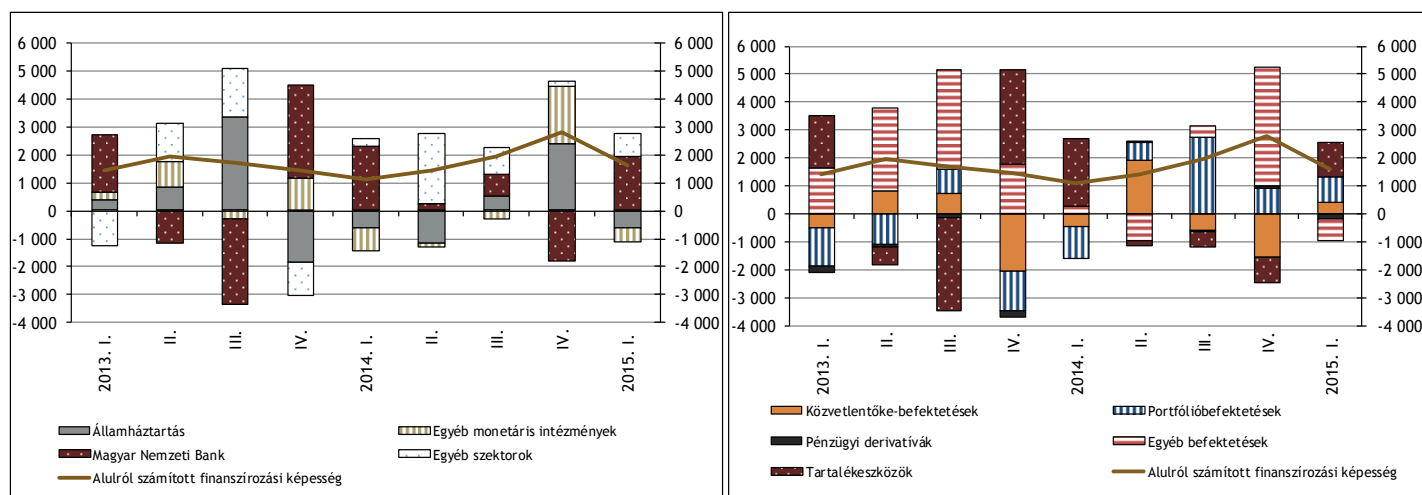 6 000 6 000
5 000 5 000
4 000 4 000
3 000 3 000
2 000 2 000
1 000 1 000
0 0
-1 000 -1 000
-2 000 -2 000
-3 000 -3 000
-4 000 -4 000
2013. I. II. III. IV. 2014. I. II. III. IV. 2015. I.
Államháztartás Egyéb monetáris intézmények
Magyar Nemzeti Bank Egyéb szektorok
Alulról számított finanszírozási képesség
6 000 6 000
5 000 5 000
4 000 4 000
3 000 3 000
2 000 2 000
1 000 1 000
0 0
-1 000 -1 000
-2 000 -2 000
-3 000 -3 000
-4 000 -4 000
2013. I. II. III. IV. 2014. I. II. III. IV. 2015. I.
Közvetlentőke-befektetések Portfólióbefektetések
Pénzügyi derivatívák Egyéb befektetések
Tartalékeszközök Alulról számított finanszírozási képesség